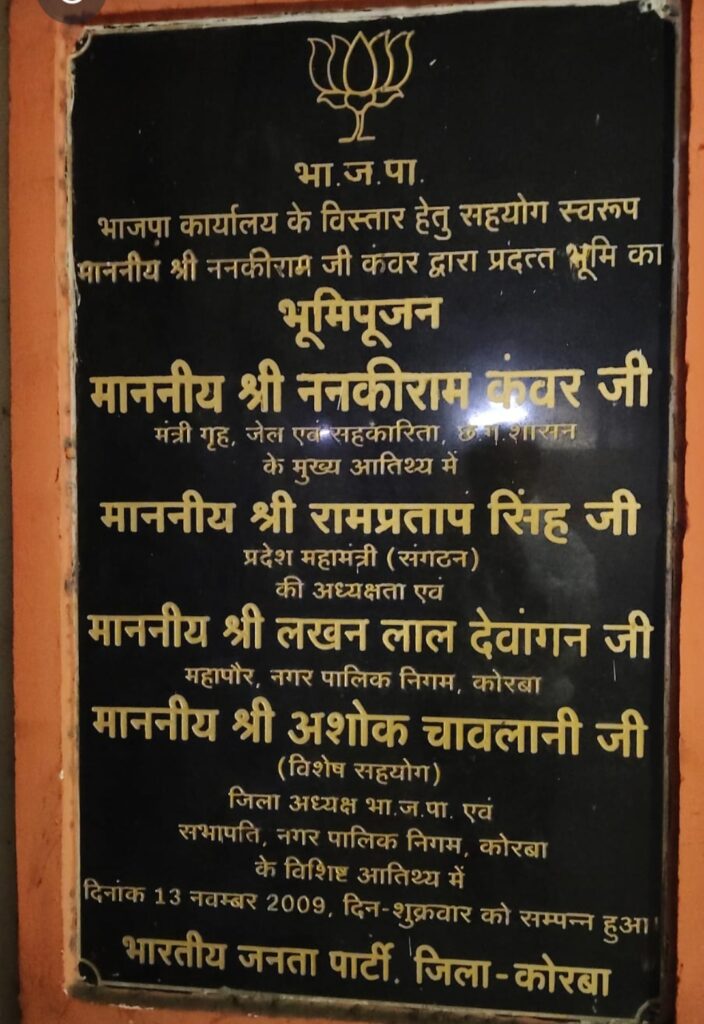 भा.ज.पा.
भाजपा कार्यालय के विस्तार हेतु सहयोग स्वरूप
माननीय श्री ननकीराम जी कंवर द्वारा प्रदत्त भूमि का
भूमिपूजन
माननीय श्री ननकीराम कंवर जी
मंत्री गृह, जेल एवं सहकारिता, छ.ग.शासन
के मुख्य आतिथ्य में
माननीय श्री रामप्रताप सिंह जी
प्रदेश महामंत्री (संगटन)
की अध्यक्षता एवं
माननीय श्री लखन लाल देवांगन जी
महापौर, नगर पालिक निगम, कोरबा
माननीय श्री अशोक चावलानी जी
(विशेष सहयोग)
जिला अध्यक्ष भा.ज.पा. एवं
सभापति, नगर पालिक निगम, कोरबा
के विशिष्ट आतिथ्य में
दिनांक 13 नवम्बर 2009, दिन-शुक्रवार को सम्पन्न हुआ
भारतीय जनता पार्टी. जिला-कोरबा